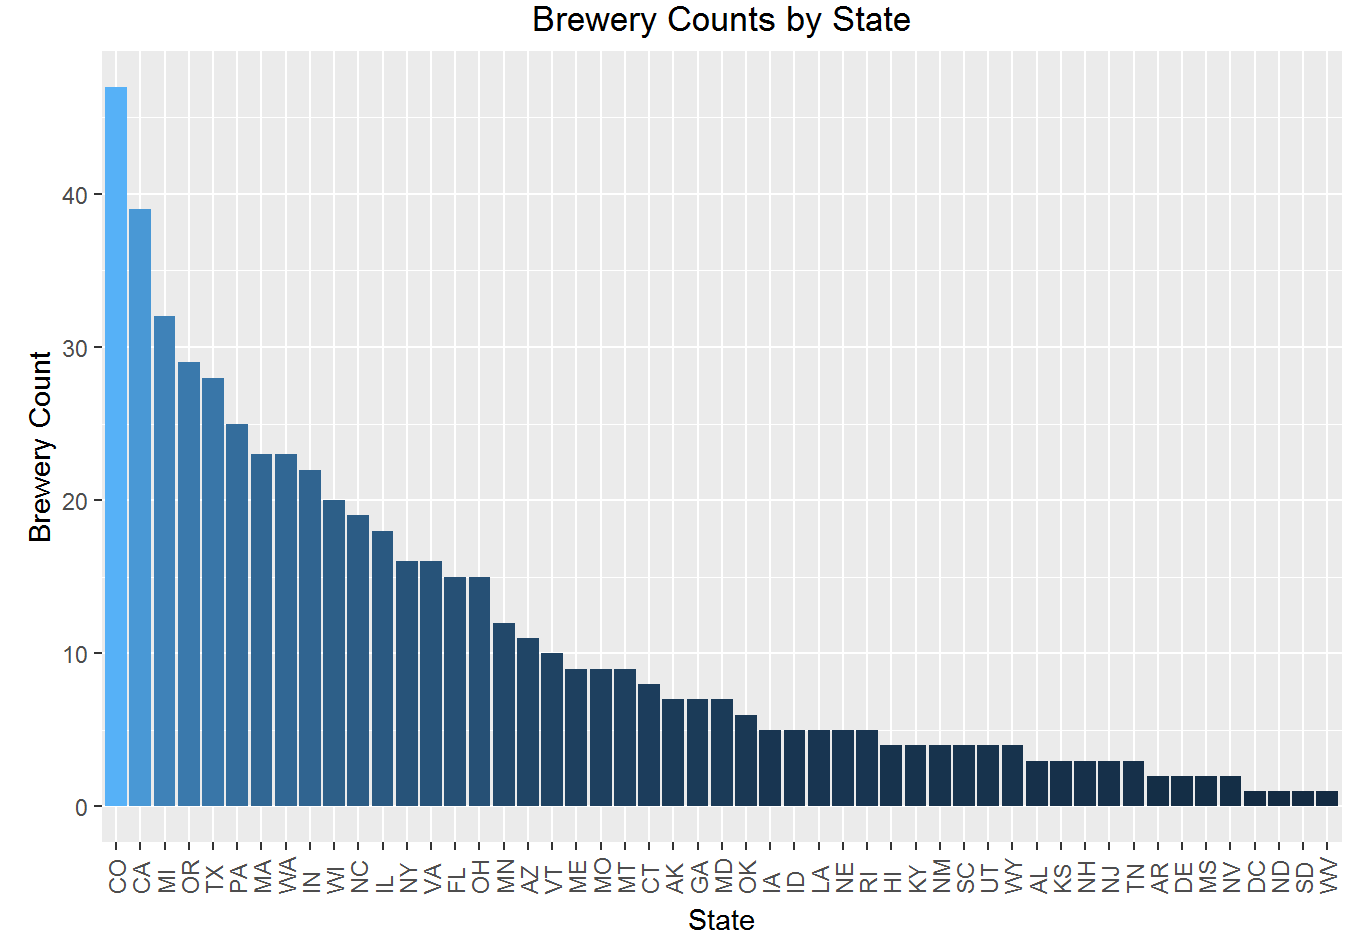 Brewery Counts by State
Brewery Count
40
30
20
10
0
CO CA MI OR TX PA MA WA IN WI NC IL NY VA FL OH MN AZ VT ME MO MT CT AK GA MD OK IA ID LA NE RI HI KY NM SC UT WY AL KS NH NJ TN AR DE MS NV DC ND SD WV
State